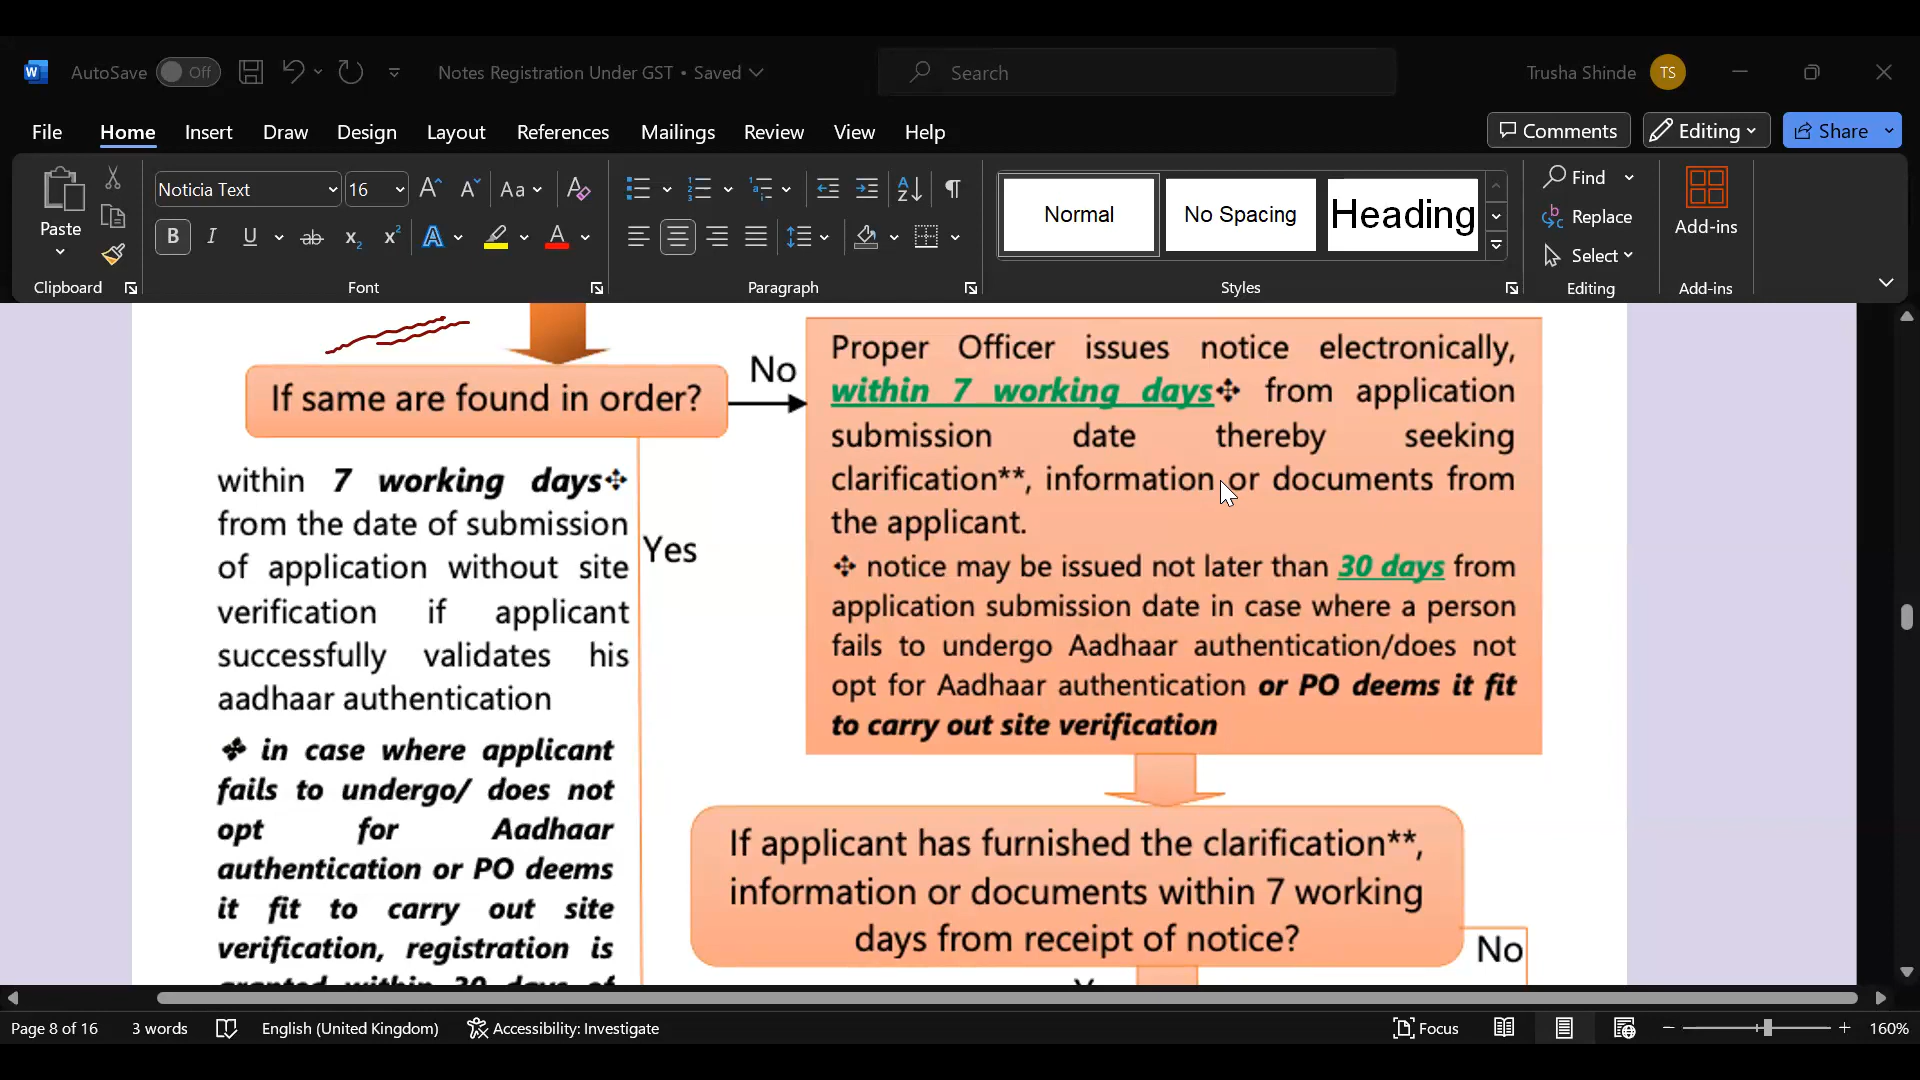 AutoSave Off
Notes Registration Under GST • Saved
Search
Trusha Shinde TS
File Home Insert Draw Design Layout References Mailings Review View Help
Comments Editing Share
Paste
Clipboard
Noticia Text 16
Aa
B I U ab x₂ x² A A
Font
Paragraph
Normal
No Spacing
Heading
Styles
Find
Replace
Select
Editing
Add-ins
Add-ins
If same are found in order?
No
Proper Officer issues notice electronically,
within 7 working days✣ from application
submission date thereby seeking
clarification**, information or documents from
the applicant.
✣ notice may be issued not later than 30 days from
application submission date in case where a person
fails to undergo Aadhaar authentication/does not
opt for Aadhaar authentication or PO deems it fit
to carry out site verification
within 7 working days✣
from the date of submission
of application without site
verification if applicant
successfully validates his
aadhaar authentication
Yes
❖ in case where applicant
fails to undergo/ does not
opt for Aadhaar
authentication or PO deems
it fit to carry out site
verification, registration is
granted within 30 days of
If applicant has furnished the clarification**,
information or documents within 7 working
days from receipt of notice?
No
Page 8 of 16 3 words English (United Kingdom) Accessibility: Investigate
Focus 160%